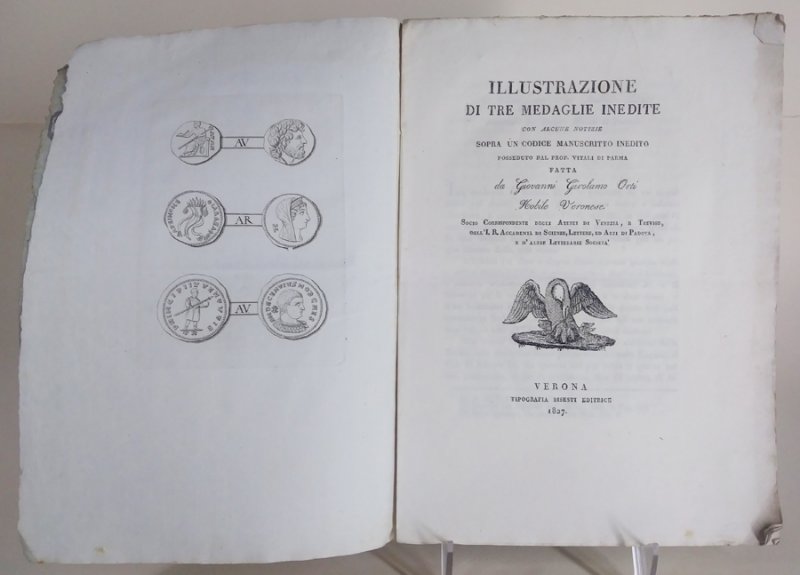 AV
AR
AV
ILLUSTRAZIONE
DI TRE MEDAGLIE INEDITE
CON ALCUNE NOTIZIE
SOPRA UN CODICE MANUSCRITTO INEDITO
POSSEDUTO DAL PROF. VITALI DI PARMA
FATTA
da Giovanni Girolamo Orti
Nobile Veronese.
SOCIO CORRISPONDENTE DEGLI ATENEI DI VENEZIA, E TREVISO,
DELL'I. R. ACCADEMIA DI SCIENZE, LETTERE, ED ARTI DI PADOVA,
E D'ALTRE LETTERARIE SOCIETA'
VERONA
TIPOGRAFIA BISESTI EDITRICE
1827.